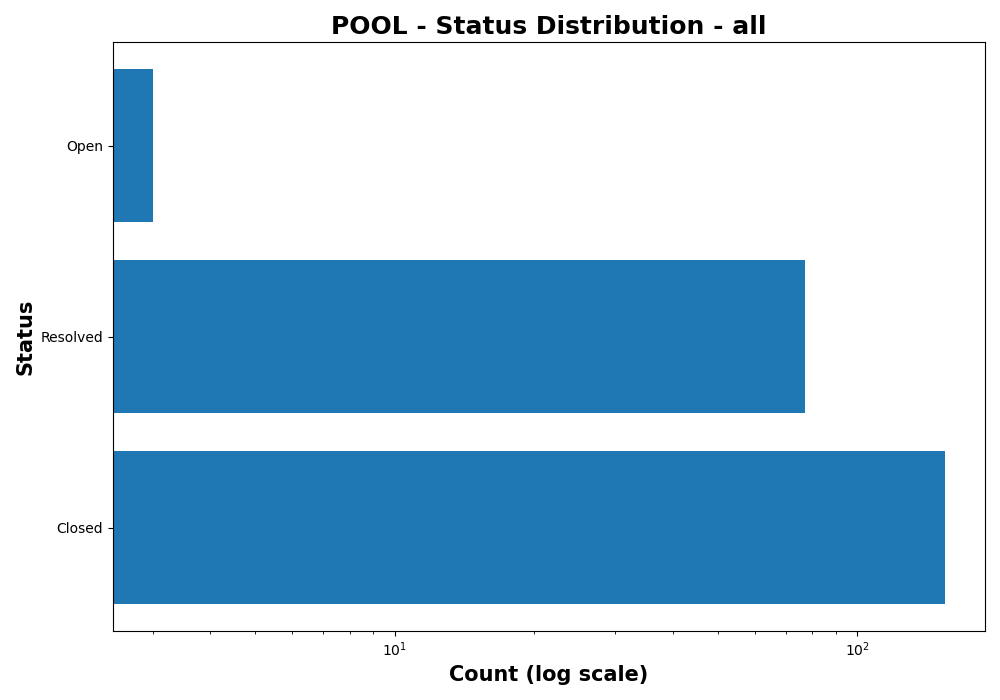 POOL - Status Distribution - all
Status
Open
Resolved
Closed
10¹
10²
Count (log scale)